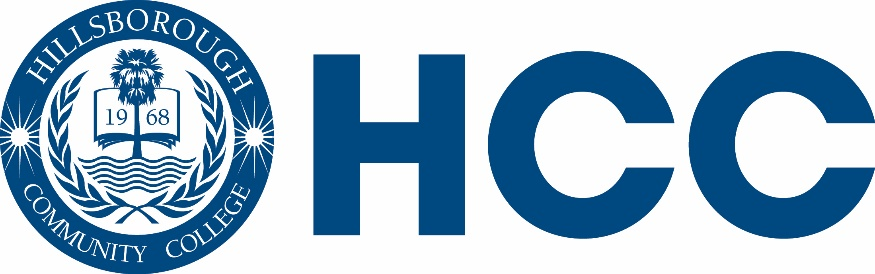 HILLSBOROUGH
19 68
COMMUNITY COLLEGE
HCC